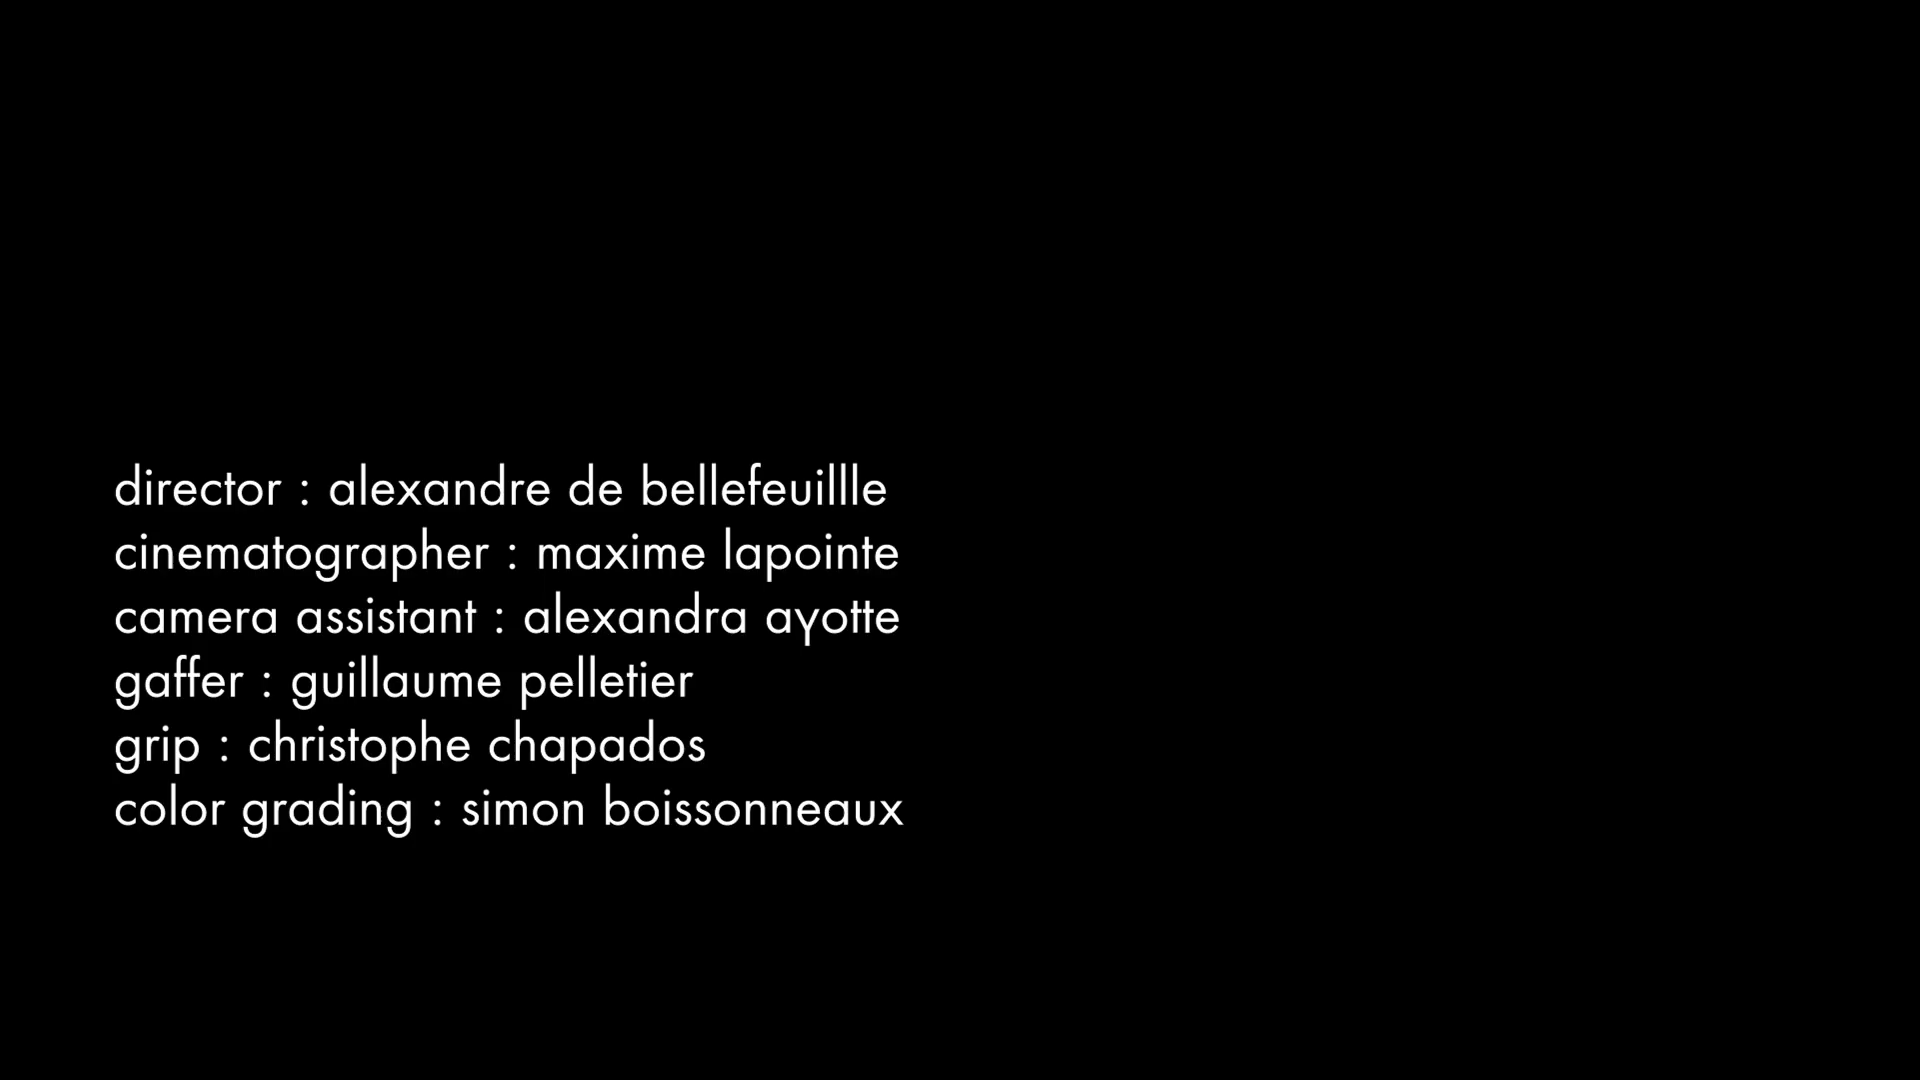 director : alexandre de bellefeuillle
cinematographer : maxime lapointe
camera assistant : alexandra ayotte
gaffer : guillaume pelletier
grip : christophe chapados
color grading : simon boissonneaux